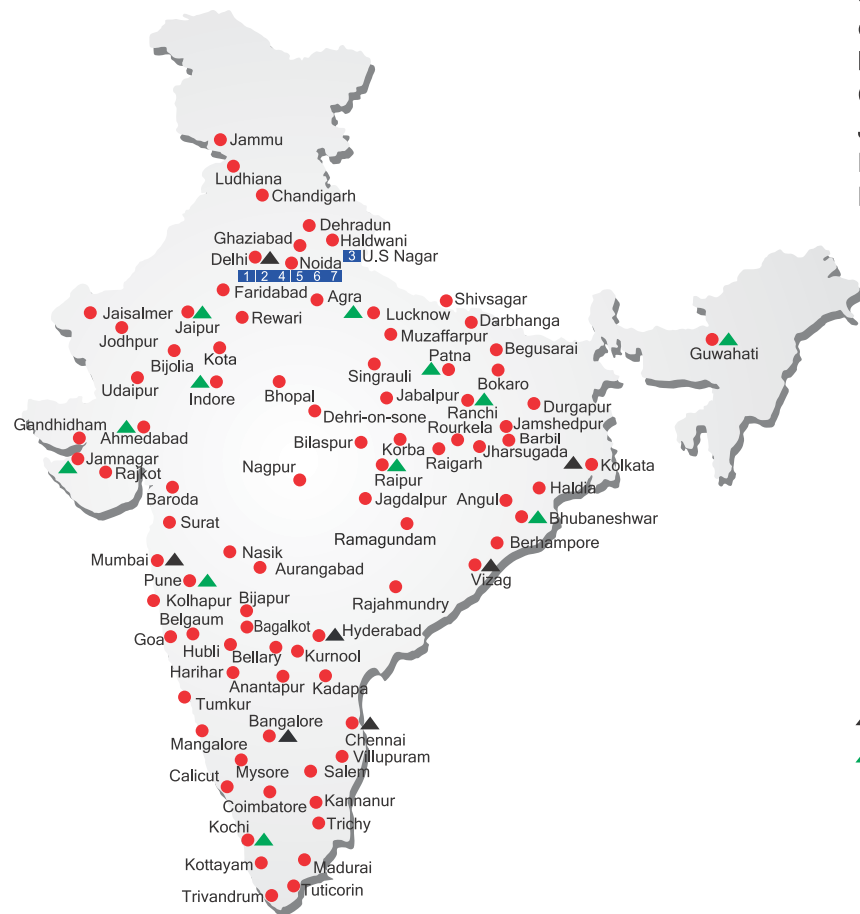 Jammu
Ludhiana
Chandigarh
Dehradun
Ghaziabad
Haldwani
Delhi
Noida
3 U.S Nagar
1 2 4 5 6 7
Faridabad
Agra
Shivsagar
Jaisalmer
Jaipur
Rewari
Lucknow
Darbhanga
Jodhpur
Muzaffarpur
Bijolia
Kota
Patna
Begusarai
Guwahati
Singrauli
Udaipur
Indore
Bhopal
Jabalpur
Bokaro
Ranchi
Durgapur
Dehri-on-sone
Gandhidham
Ahmedabad
Rourkela
Jamshedpur
Bilaspur
Korba
Barbil
Jharsugada
Jamnagar
Raigarh
Kolkata
Rajkot
Nagpur
Raipur
Haldia
Baroda
Jagdalpur
Angul
Surat
Bhubaneshwar
Ramagundam
Berhampore
Nasik
Mumbai
Aurangabad
Vizag
Pune
Kolhapur
Bijapur
Rajahmundry
Belgaum
Bagalkot
Hyderabad
Goa
Hubli
Bellary
Kurnool
Harihar
Anantapur
Kadapa
Tumkur
Bangalore
Chennai
Mangalore
Villupuram
Mysore
Salem
Calicut
Coimbatore
Kannanur
Kochi
Trichy
Kottayam
Madurai
Trivandrum
Tuticorin